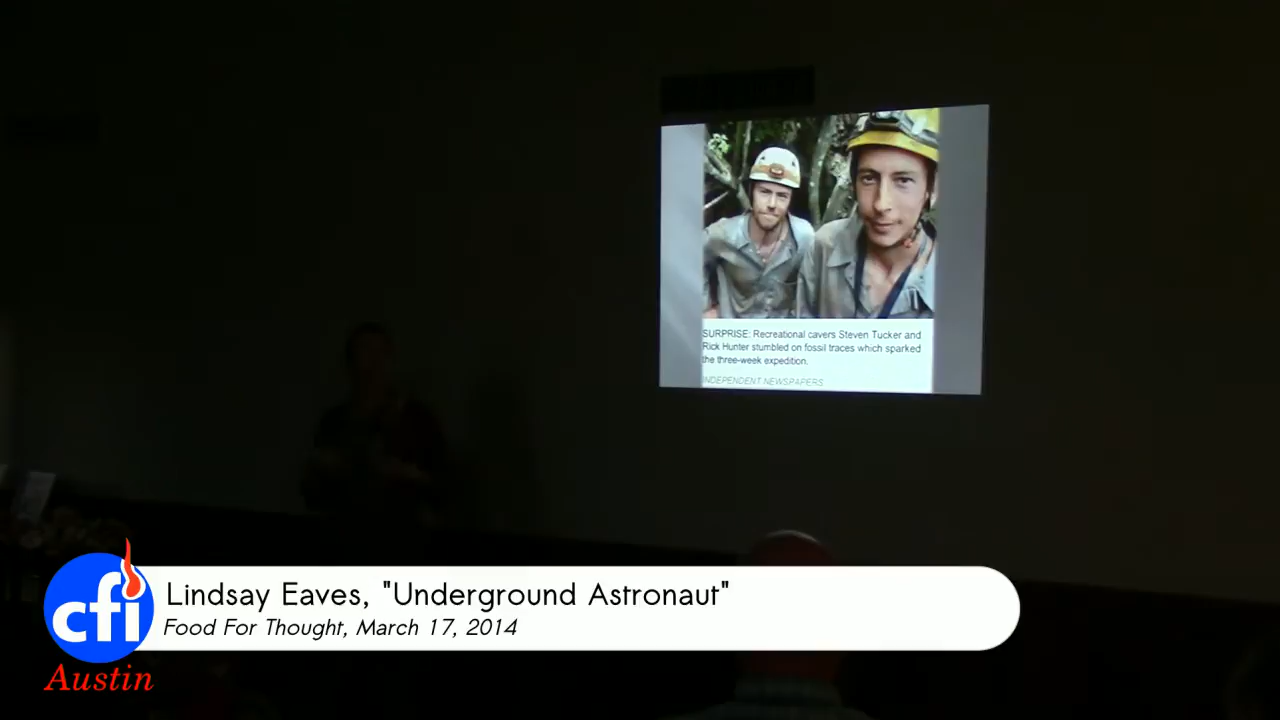 SURPRISE: Recreational cavers Steven Tucker and
Rick Hunter stumbled on fossil traces which sparked
the three-week expedition.
INDEPENDENT NEWSPAPERS
cfi
Austin
Lindsay Eaves, "Underground Astronaut"
Food For Thought, March 17, 2014